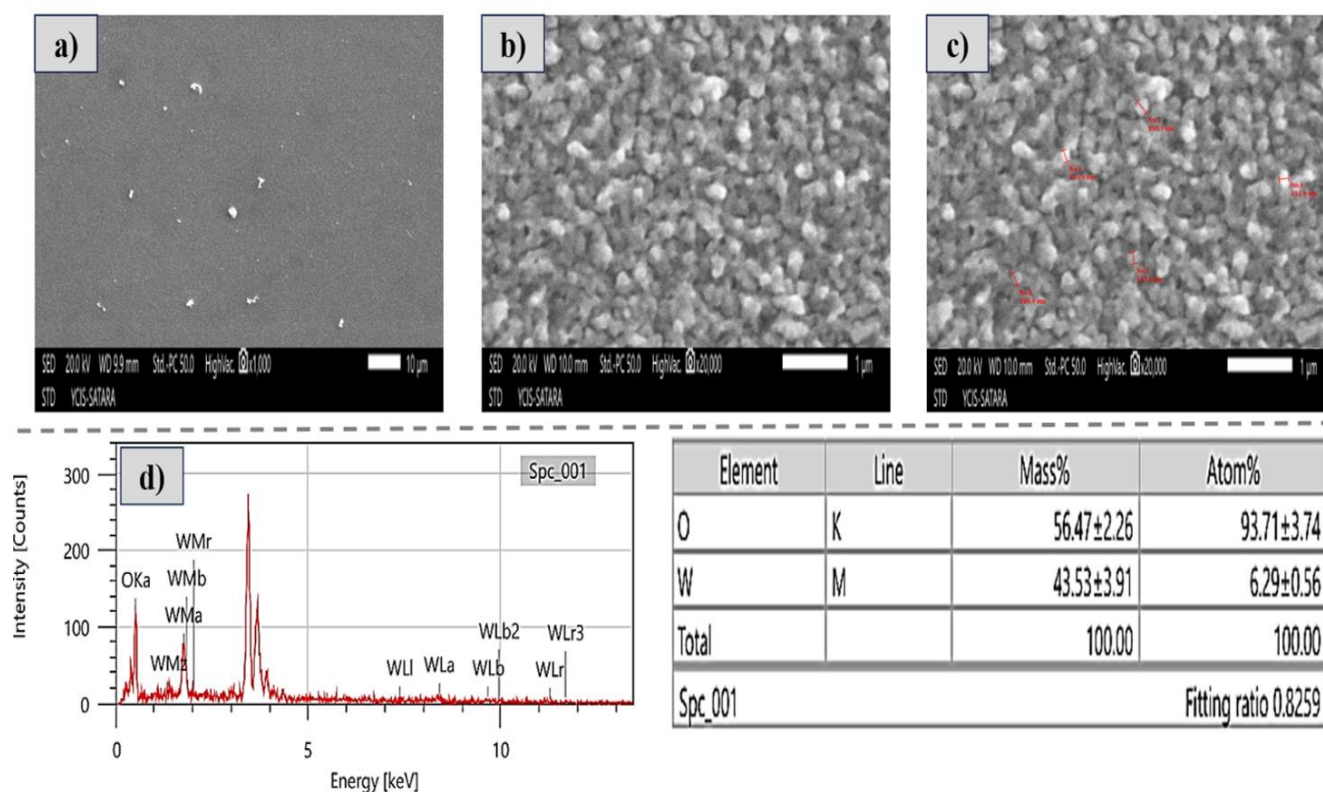 a)
SED 20.0 kV WD 9.9 mm Std.-PC 50.0 HighVac. x1,000 10 µm
STD YCIS-SATARA
b)
SED 20.0 kV WD 10.0 mm Std.-PC 50.0 HighVac. x20,000 1 µm
STD YCIS-SATARA
c)
SED 20.0 kV WD 10.0 mm Std.-PC 50.0 HighVac. x20,000 1 µm
STD YCIS-SATARA
d)
Spc_001
Intensity [Counts]
300
200
100
0
OKa
WMz
WMa
WMb
WMr
WLl
WLa
WLb
WLb2
WLr
WLr3
0 5 10
Energy [keV]
Element Line Mass% Atom%
O K 56.47±2.26 93.71±3.74
W M 43.53±3.91 6.29±0.56
Total 100.00 100.00
Spc_001 Fitting ratio 0.8259